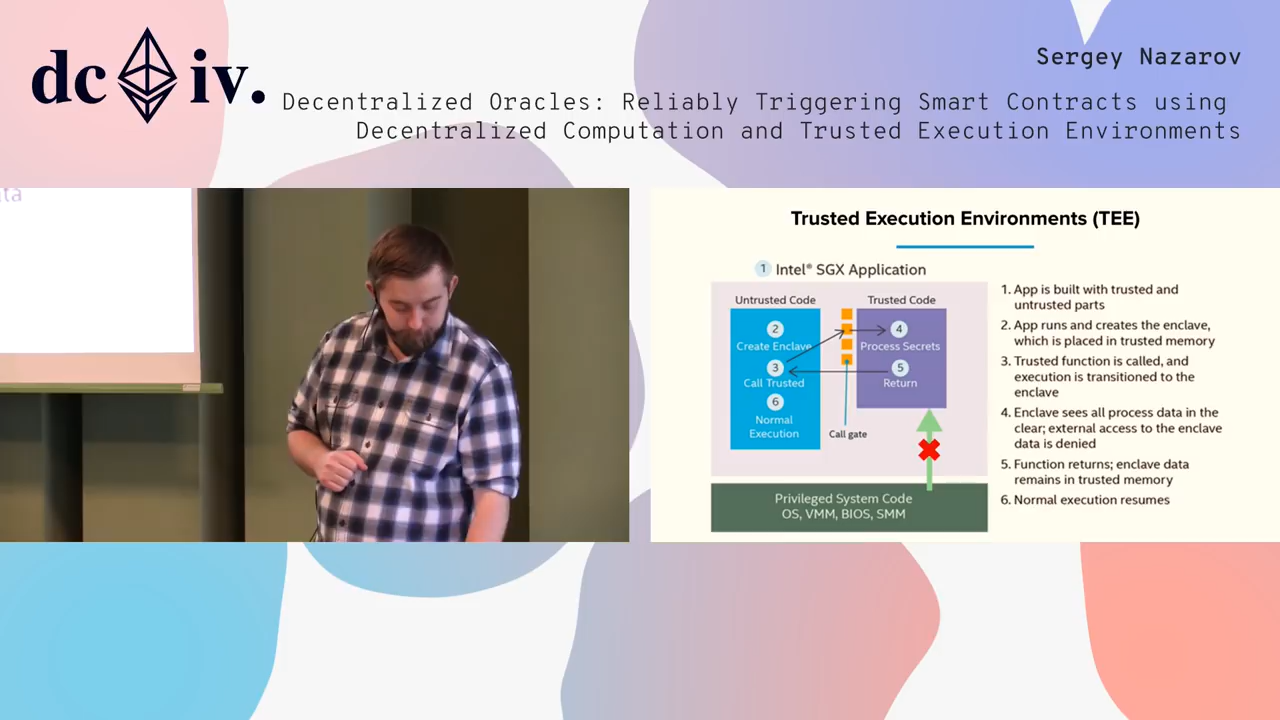 dc iv.
Sergey Nazarov
Decentralized Oracles: Reliably Triggering Smart Contracts using
Decentralized Computation and Trusted Execution Environments
ta
Trusted Execution Environments (TEE)
1 Intel® SGX Application
Untrusted Code
Trusted Code
2
Create Enclave
3
Call Trusted
6
Normal
Execution
4
Process Secrets
5
Return
Call gate
Privileged System Code
OS, VMM, BIOS, SMM
1. App is built with trusted and
untrusted parts
2. App runs and creates the enclave,
which is placed in trusted memory
3. Trusted function is called, and
execution is transitioned to the
enclave
4. Enclave sees all process data in the
clear; external access to the enclave
data is denied
5. Function returns; enclave data
remains in trusted memory
6. Normal execution resumes